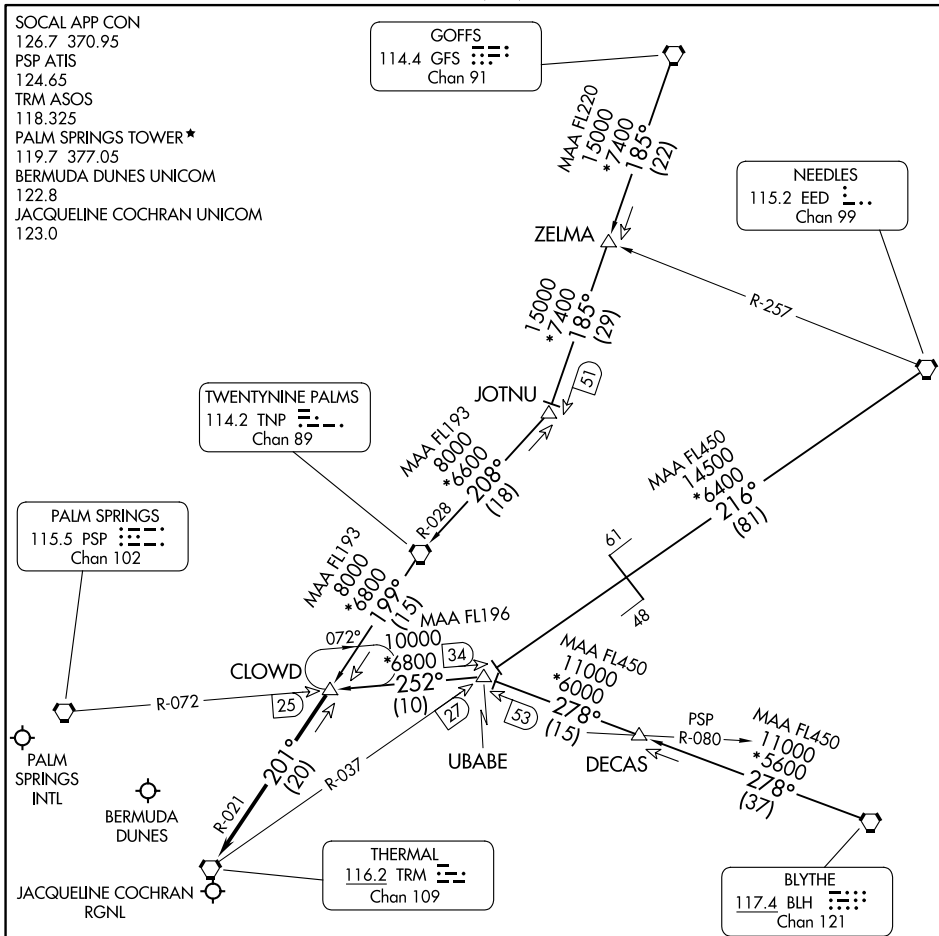 SOCAL APP CON
126.7 370.95
PSP ATIS
124.65
TRM ASOS
118.325
PALM SPRINGS TOWER★
119.7 377.05
BERMUDA DUNES UNICOM
122.8
JACQUELINE COCHRAN UNICOM
123.0
GOFFS
114.4 GFS
Chan 91
MAA FL220
15000
*7400
185°
(22)
NEEDLES
115.2 EED
Chan 99
ZELMA
R-257
15000
*7400
185°
(29)
JOTNU
51
TWENTYNINE PALMS
114.2 TNP
Chan 89
MAA FL193
8000
*6600
208°
(18)
R-028
MAA FL450
14500
*6400
216°
(81)
61
48
PALM SPRINGS
115.5 PSP
Chan 102
MAA FL193
8000
*6800
199°
(15)
MAA FL196
10000
*6800
252°
(10)
34
072°
CLOWD
R-072
25
27
53
UBABE
MAA FL450
11000
*6000
278°
(15)
PSP
R-080
DECAS
MAA FL450
11000
*5600
278°
(37)
201°
(20)
R-021
R-037
PALM
SPRINGS
INTL
BERMUDA
DUNES
THERMAL
116.2 TRM
Chan 109
JACQUELINE COCHRAN
RGNL
BLYTHE
117.4 BLH
Chan 121